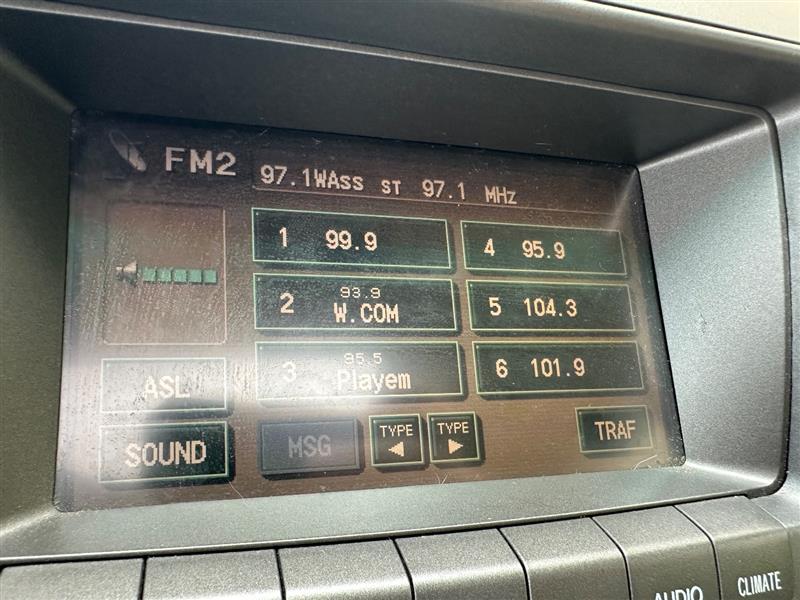 FM2
97.1WAss ST 97.1 MHz
1 99.9
4 95.9
2 93.9
W.COM
5 104.3
3 95.5
Playem
6 101.9
ASL
SOUND
MSG
TYPE
TYPE
TRAF
AUDIO
CLIMATE